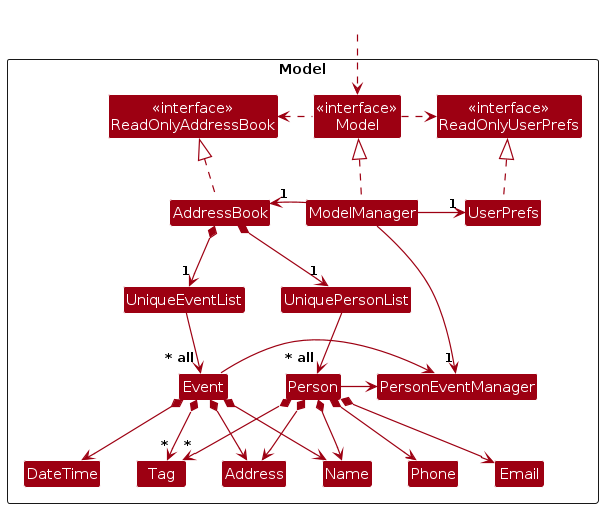 Model
«interface»
ReadOnlyAddressBook
«interface»
Model
«interface»
ReadOnlyUserPrefs
1
1
AddressBook
ModelManager
UserPrefs
1
1
UniqueEventList
UniquePersonList
* all
* all
1
Event
Person
PersonEventManager
*
*
DateTime
Tag
Address
Name
Phone
Email